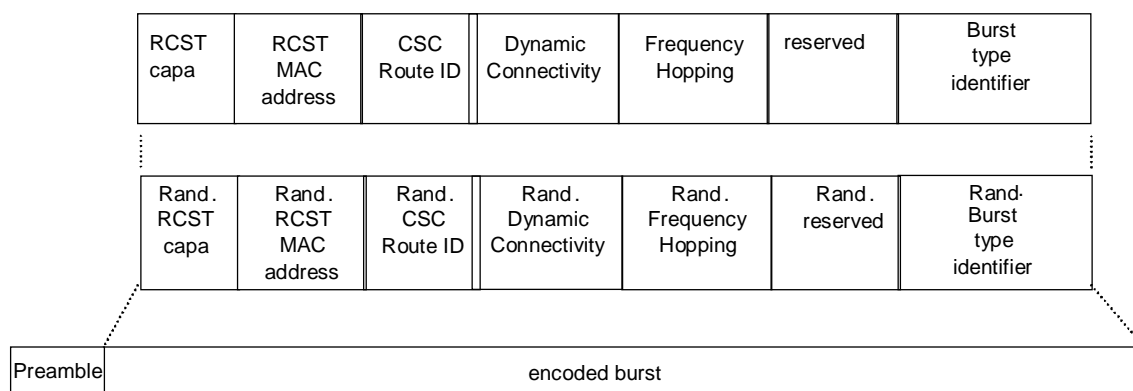 RCST
capa
RCST
MAC
address
CSC
Route ID
Dynamic
Connectivity
Frequency
Hopping
reserved
Burst
type
identifier
Rand.
RCST
capa
Rand.
RCST
MAC
address
Rand.
CSC
Route ID
Rand.
Dynamic
Connectivity
Rand.
Frequency
Hopping
Rand.
reserved
Rand.
Burst
type
identifier
Preamble
encoded burst